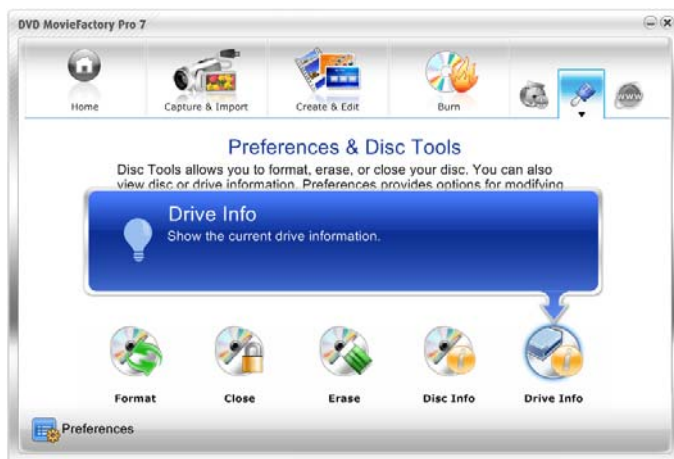 DVD MovieFactory Pro 7
Home
Capture & Import
Create & Edit
Burn
www
Preferences & Disc Tools
Disc Tools allows you to format, erase, or close your disc. You can also
view disc or drive information. Preferences provides options for modifying
Drive Info
Show the current drive information.
Format
Close
Erase
Disc Info
Drive Info
Preferences